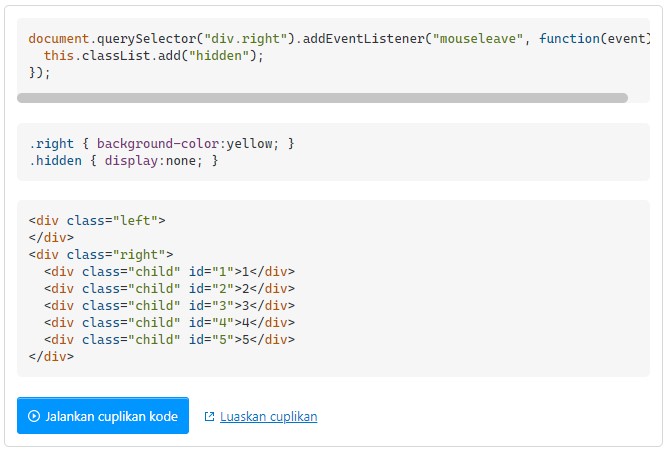 document.querySelector("div.right").addEventListener("mouseleave", function(event)
  this.classList.add("hidden");
});
.right { background-color:yellow; }
.hidden { display:none; }
<div class="left">
</div>
<div class="right">
  <div class="child" id="1">1</div>
  <div class="child" id="2">2</div>
  <div class="child" id="3">3</div>
  <div class="child" id="4">4</div>
  <div class="child" id="5">5</div>
</div>
Jalankan cuplikan kode Luaskan cuplikan